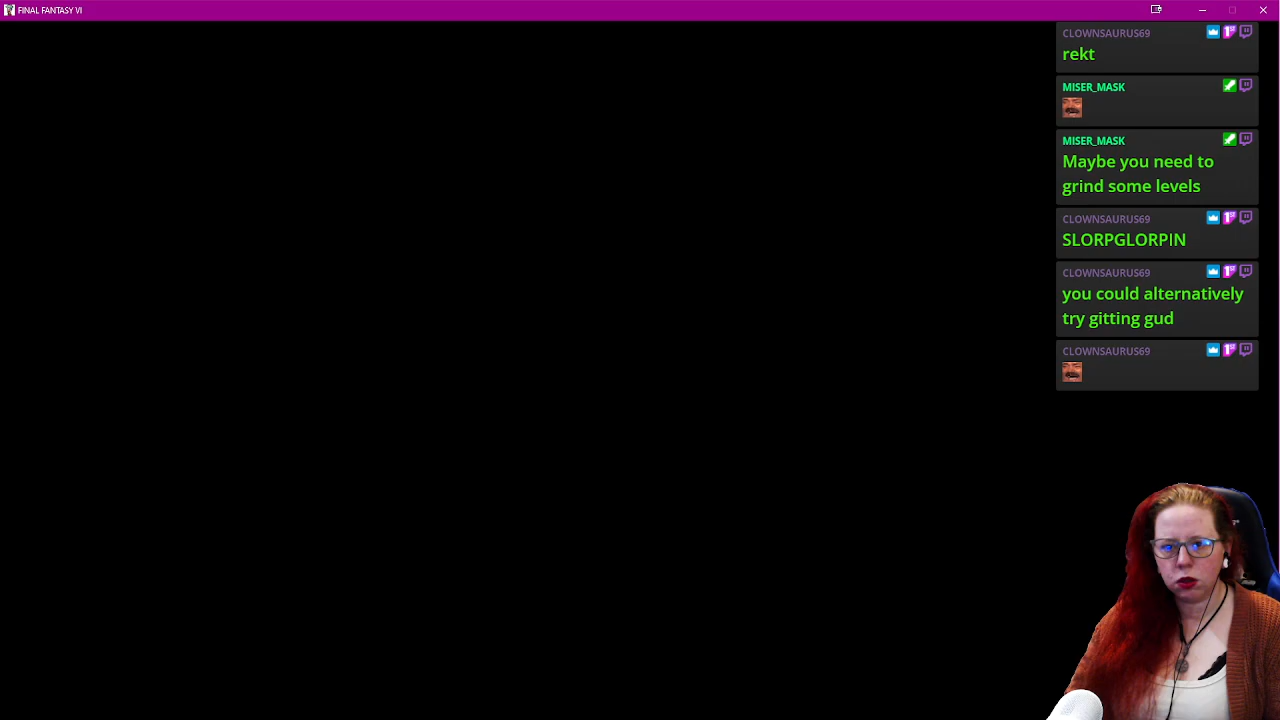 FINAL FANTASY VI
CLOWNSAURUS69
rekt
MISER_MASK
MISER_MASK
Maybe you need to
grind some levels
CLOWNSAURUS69
SLORPGLORPIN
CLOWNSAURUS69
you could alternatively
try gitting gud
CLOWNSAURUS69